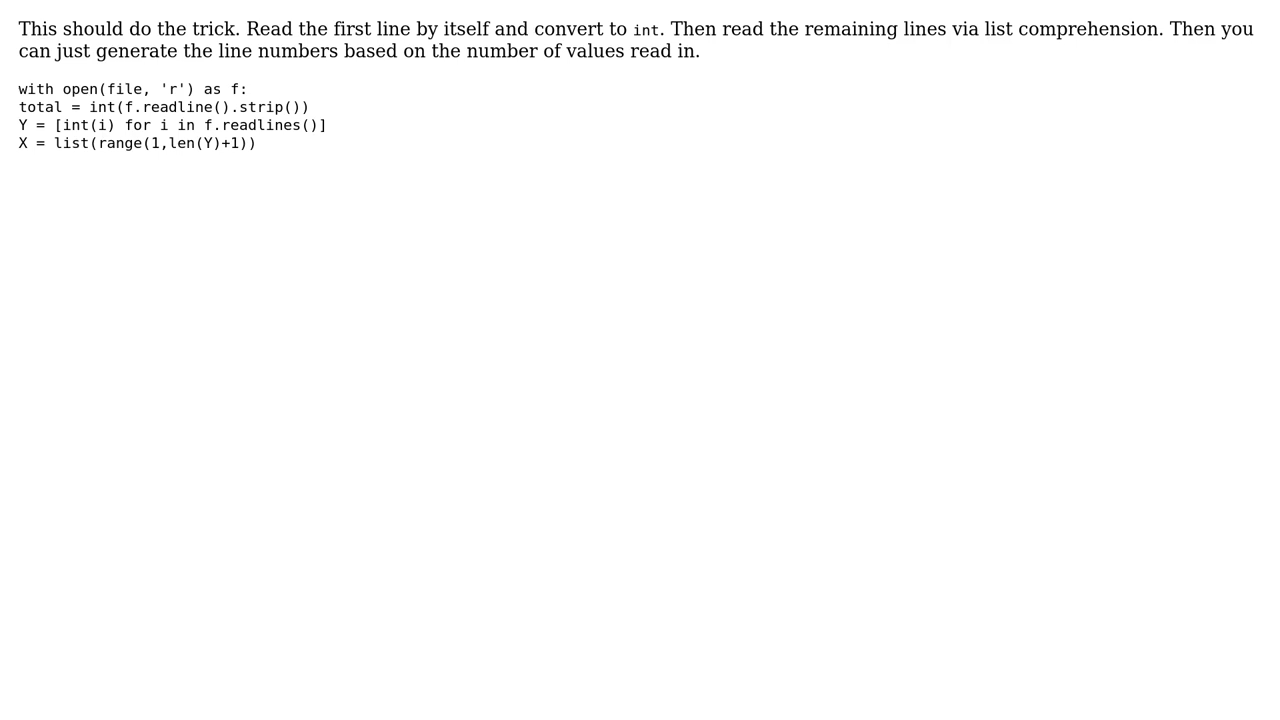 This should do the trick. Read the first line by itself and convert to int. Then read the remaining lines via list comprehension. Then you
can just generate the line numbers based on the number of values read in.
with open(file, 'r') as f:
total = int(f.readline().strip())
Y = [int(i) for i in f.readlines()]
X = list(range(1,len(Y)+1))